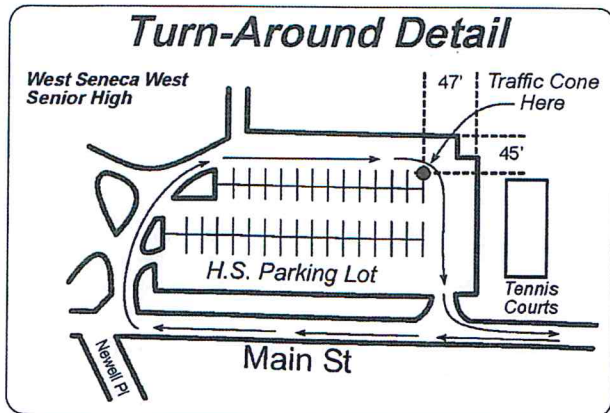 Turn-Around Detail
West Seneca West
Senior High
47'
Traffic Cone
Here
45'
H.S. Parking Lot
Tennis
Courts
Newell Pl
Main St